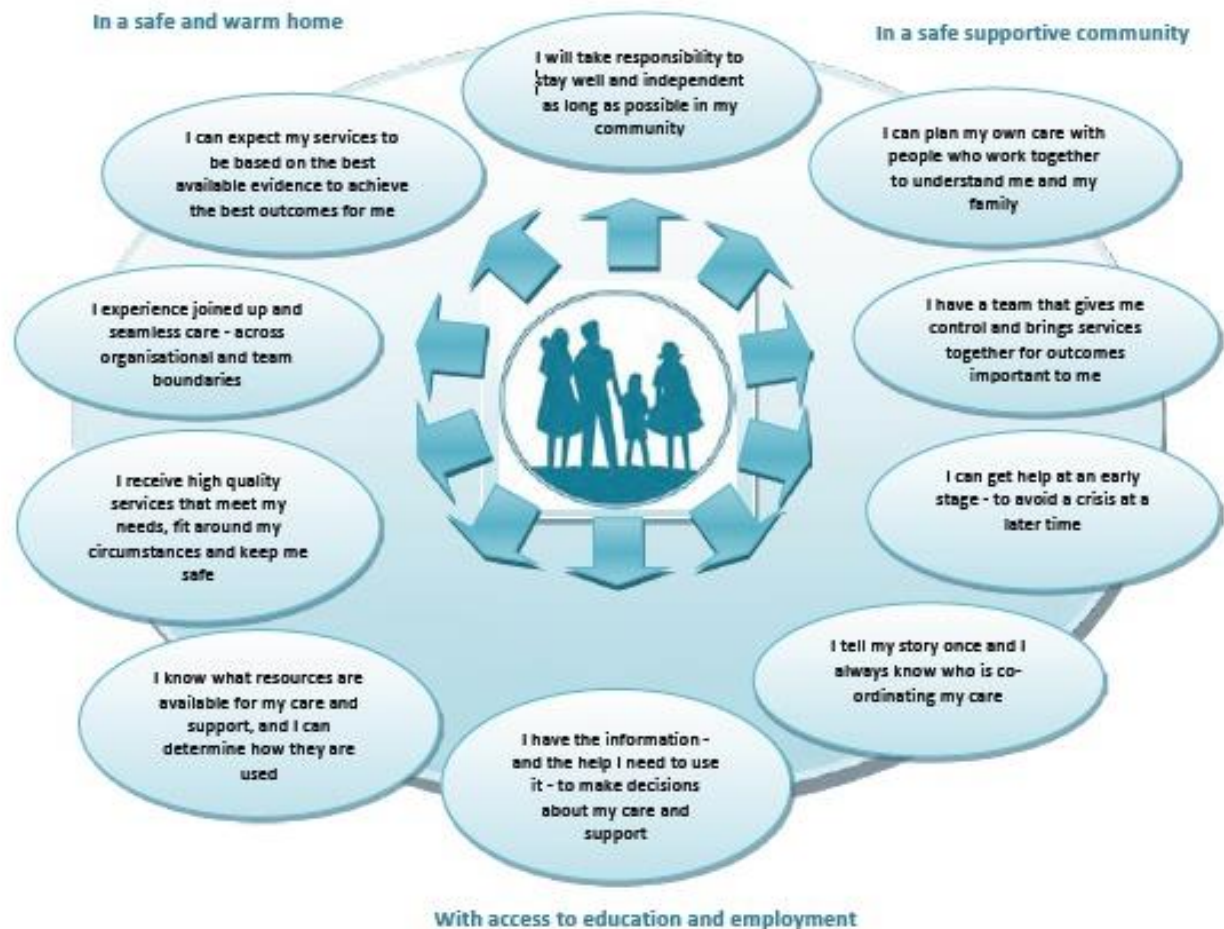 In a safe and warm home
In a safe supportive community
I will take responsibility to
stay well and independent
as long as possible in my
community
I can plan my own care with
people who work together
to understand me and my
family
I have a team that gives me
control and brings services
together for outcomes
important to me
I can get help at an early
stage - to avoid a crisis at a
later time
I tell my story once and I
always know who is co-
ordinating my care
I have the information -
and the help I need to use
it - to make decisions
about my care and
support
I know what resources are
available for my care and
support, and I can
determine how they are
used
I receive high quality
services that meet my
needs, fit around my
circumstances and keep me
safe
I experience joined up and
seamless care - across
organisational and team
boundaries
I can expect my services to
be based on the best
available evidence to achieve
the best outcomes for me
With access to education and employment